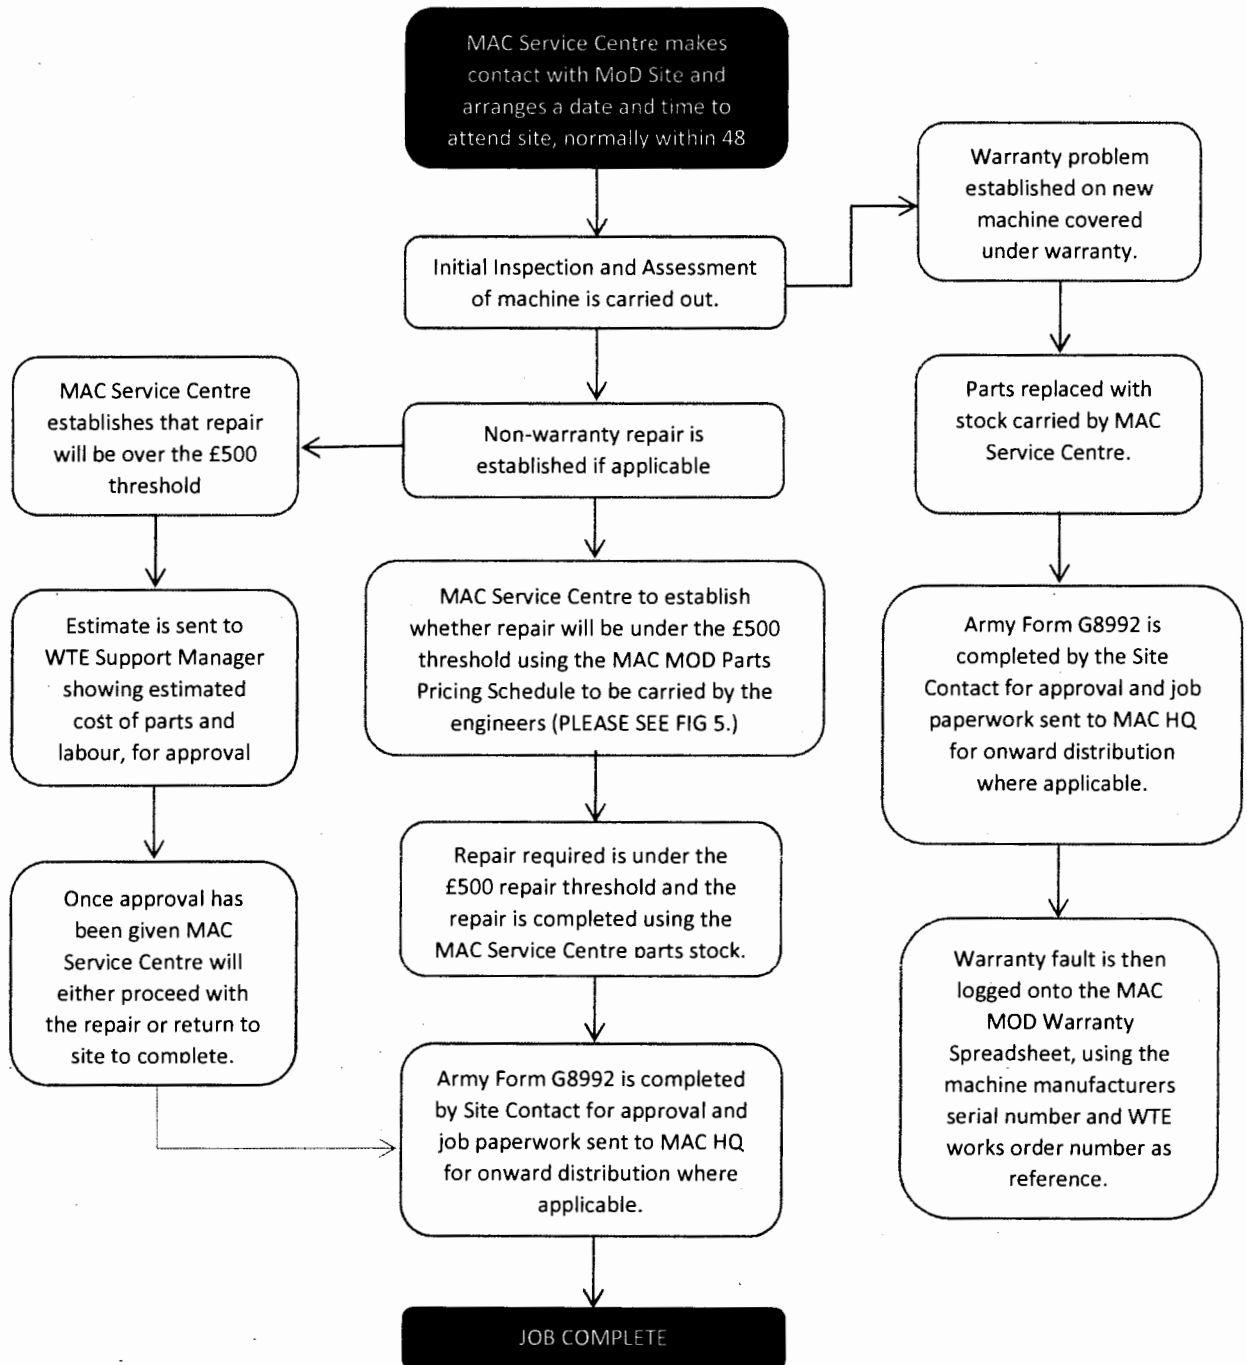 MAC Service Centre makes
contact with MoD Site and
arranges a date and time to
attend site, normally within 48
Warranty problem
established on new
machine covered
under warranty.
Initial Inspection and Assessment
of machine is carried out.
MAC Service Centre
establishes that repair
will be over the £500
threshold
Non-warranty repair is
established if applicable
Parts replaced with
stock carried by MAC
Service Centre.
Estimate is sent to
WTE Support Manager
showing estimated
cost of parts and
labour, for approval
MAC Service Centre to establish
whether repair will be under the £500
threshold using the MAC MOD Parts
Pricing Schedule to be carried by the
engineers (PLEASE SEE FIG 5.)
Army Form G8992 is
completed by the Site
Contact for approval and job
paperwork sent to MAC HQ
for onward distribution
where applicable.
Once approval has
been given MAC
Service Centre will
either proceed with
the repair or return to
site to complete.
Repair required is under the
£500 repair threshold and the
repair is completed using the
MAC Service Centre parts stock.
Warranty fault is then
logged onto the MAC
MOD Warranty
Spreadsheet, using the
machine manufacturers
serial number and WTE
works order number as
reference.
Army Form G8992 is completed
by Site Contact for approval and
job paperwork sent to MAC HQ
for onward distribution where
applicable.
JOB COMPLETE